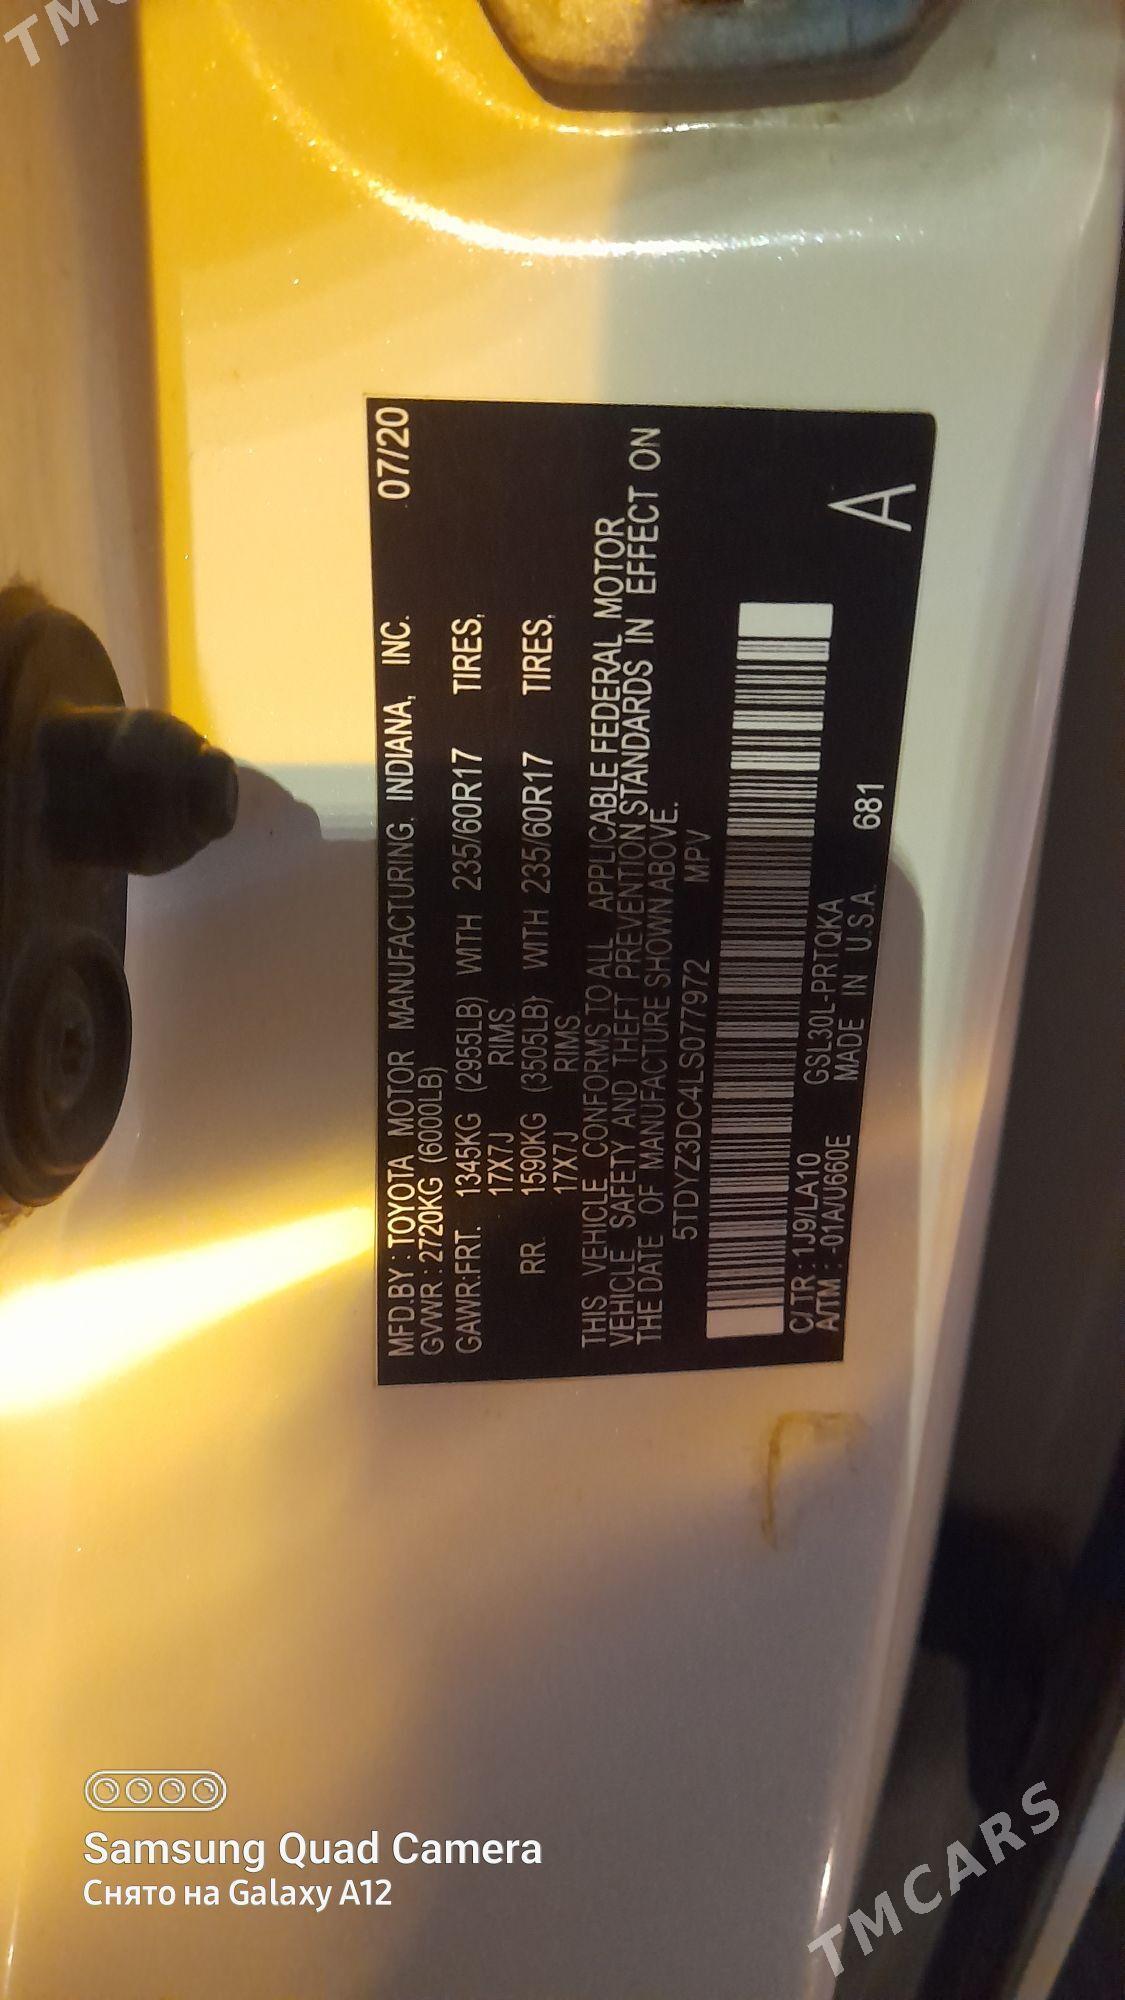 MFD.BY : TOYOTA MOTOR MANUFACTURING, INDIANA, INC. 07/20
GVWR : 2720KG (6000LB)
GAWR:FRT. 1345KG (2955LB) WITH 235/60R17 TIRES,
17X7J RIMS.
RR. 1590KG (3505LB) WITH 235/60R17 TIRES,
17X7J RIMS.
THIS VEHICLE CONFORMS TO ALL APPLICABLE FEDERAL MOTOR
VEHICLE SAFETY AND THEFT PREVENTION STANDARDS IN EFFECT ON
THE DATE OF MANUFACTURE SHOWN ABOVE.
5TDYZ3DC4LS077972 MPV
C/TR : 1J9/LA10 GSL30L-PRTQKA
A/TM : -01A/U660E MADE IN U.S.A. 681
A
Samsung Quad Camera
Снято на Galaxy A12
TMCARS